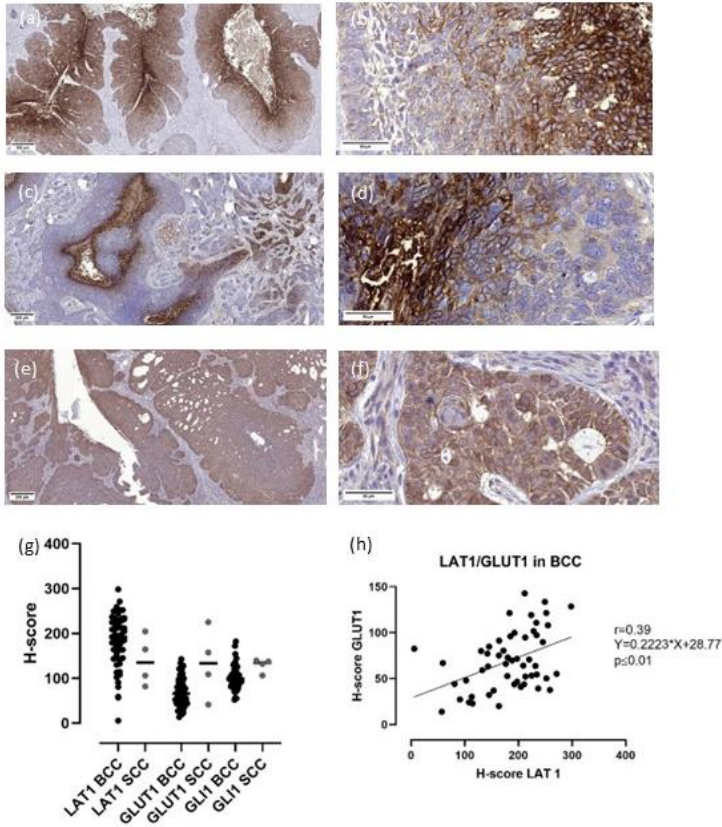 (a)
(b)
(c)
(d)
(e)
(f)
(g)
400
300
200
100
0
H-score
LAT1 BCC
LAT1 SCC
GLUT1 BCC
GLUT1 SCC
GLI1 BCC
GLI1 SCC
(h)
LAT1/GLUT1 in BCC
150
100
50
0
H-score GLUT1
0 100 200 300 400
H-score LAT 1
r=0.39
Y=0.2223*X+28.77
p≤0.01